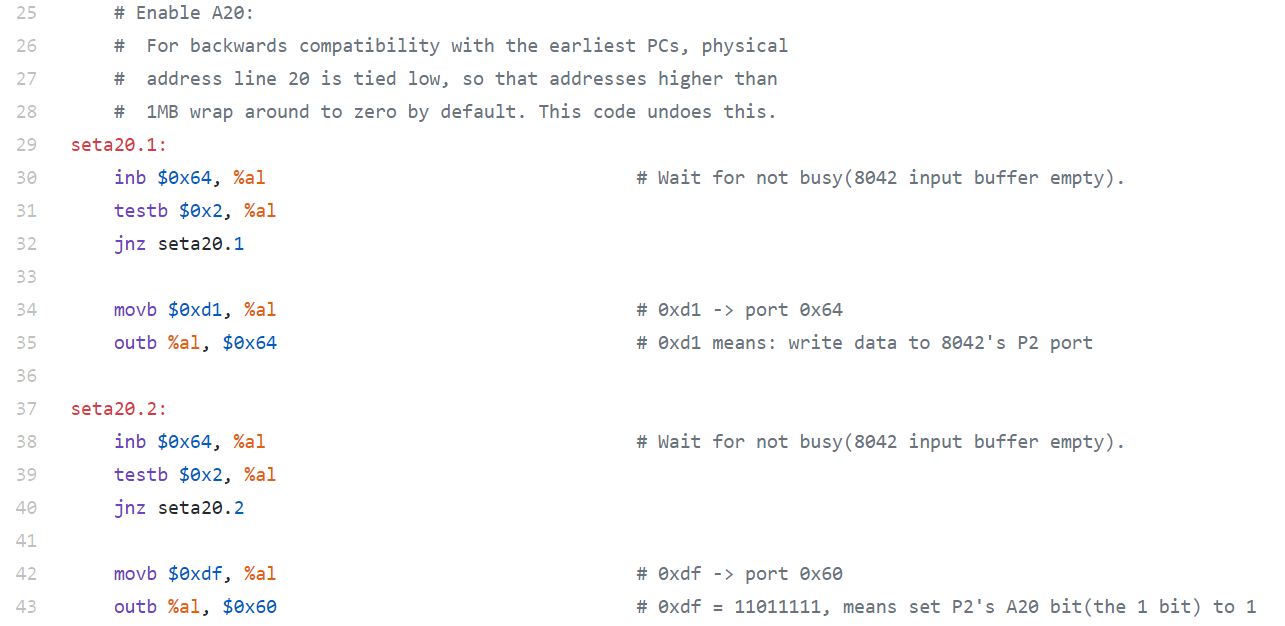 25 # Enable A20:
26 # For backwards compatibility with the earliest PCs, physical
27 # address line 20 is tied low, so that addresses higher than
28 # 1MB wrap around to zero by default. This code undoes this.
29 seta20.1:
30 inb $0x64, %al # Wait for not busy(8042 input buffer empty).
31 testb $0x2, %al
32 jnz seta20.1
33
34 movb $0xd1, %al # 0xd1 -> port 0x64
35 outb %al, $0x64 # 0xd1 means: write data to 8042's P2 port
36
37 seta20.2:
38 inb $0x64, %al # Wait for not busy(8042 input buffer empty).
39 testb $0x2, %al
40 jnz seta20.2
41
42 movb $0xdf, %al # 0xdf -> port 0x60
43 outb %al, $0x60 # 0xdf = 11011111, means set P2's A20 bit(the 1 bit) to 1